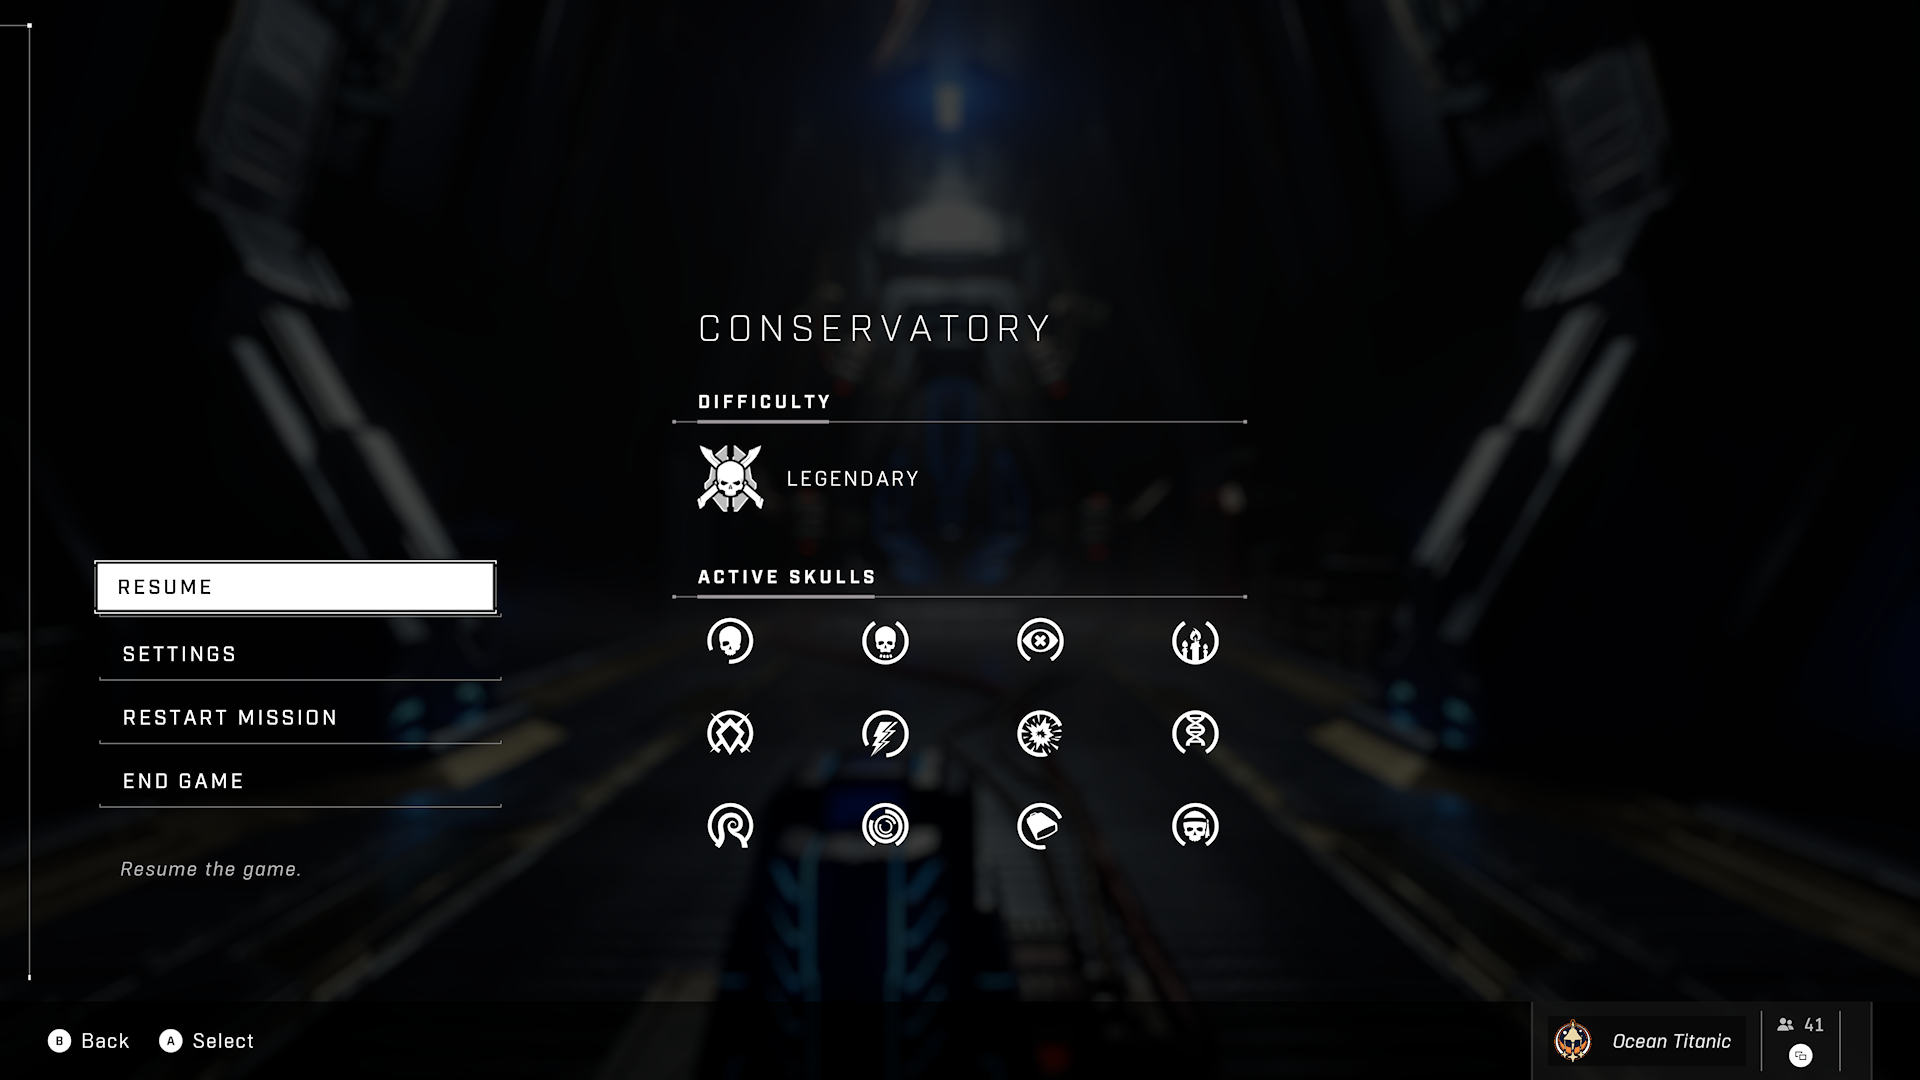 CONSERVATORY
DIFFICULTY
LEGENDARY
ACTIVE SKULLS
RESUME
SETTINGS
RESTART MISSION
END GAME
Resume the game.
B Back A Select
Ocean Titanic
41